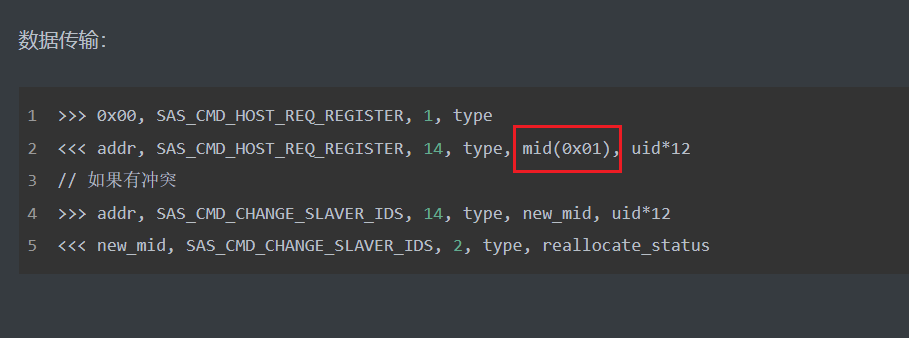 数据传输：
1 >>> 0x00, SAS_CMD_HOST_REQ_REGISTER, 1, type
2 <<< addr, SAS_CMD_HOST_REQ_REGISTER, 14, type, mid(0x01), uid*12
3 // 如果有冲突
4 >>> addr, SAS_CMD_CHANGE_SLAVER_IDS, 14, type, new_mid, uid*12
5 <<< new_mid, SAS_CMD_CHANGE_SLAVER_IDS, 2, type, reallocate_status